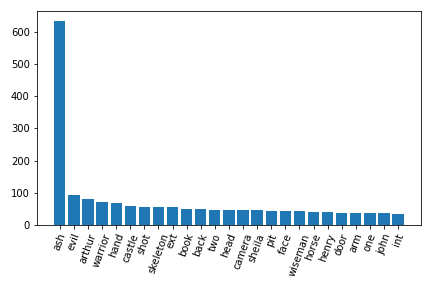 600
500
400
300
200
100
0
ash
evil
arthur
warrior
hand
castle
shot
skeleton
ext
book
back
two
head
camera
sheila
pit
face
wiseman
horse
henry
door
arm
one
john
int